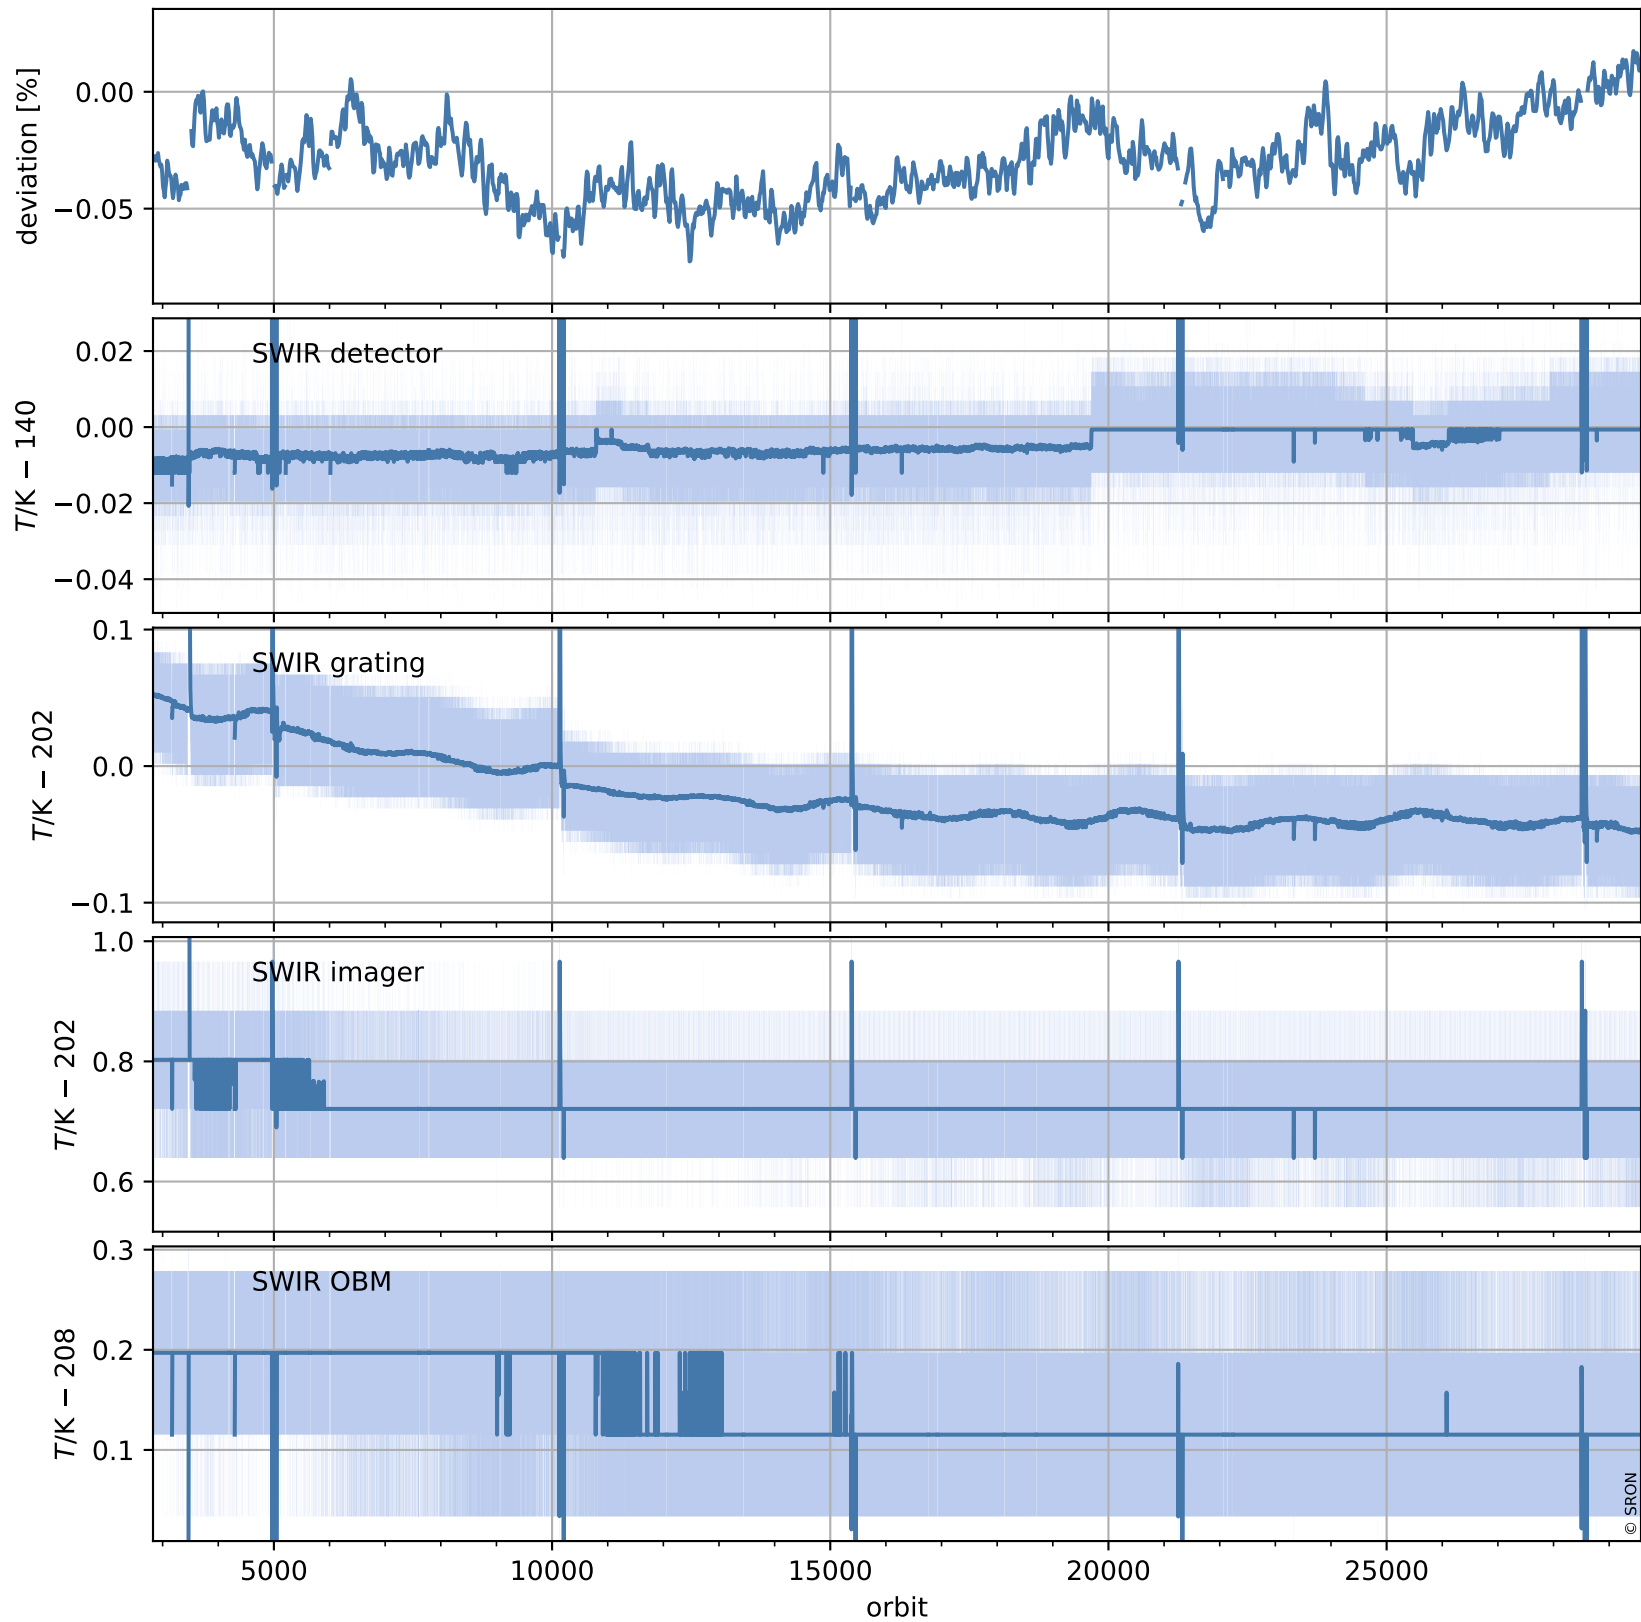 deviation [%]
0.00
−0.05
T/K − 140
SWIR detector
0.02
0.00
−0.02
−0.04
T/K − 202
SWIR grating
0.1
0.0
−0.1
T/K − 202
SWIR imager
1.0
0.8
0.6
T/K − 208
SWIR OBM
0.3
0.2
0.1
© SRON
5000 10000 15000 20000 25000
orbit